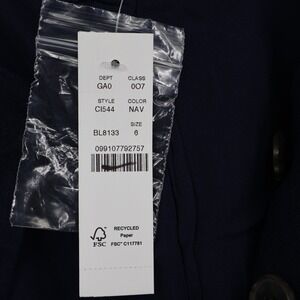 DEPT CLASS
GA0 007
STYLE COLOR
CI544 NAV
SIZE
BL8133 6
099107792757
FSC
RECYCLED
Paper
FSC® C117781